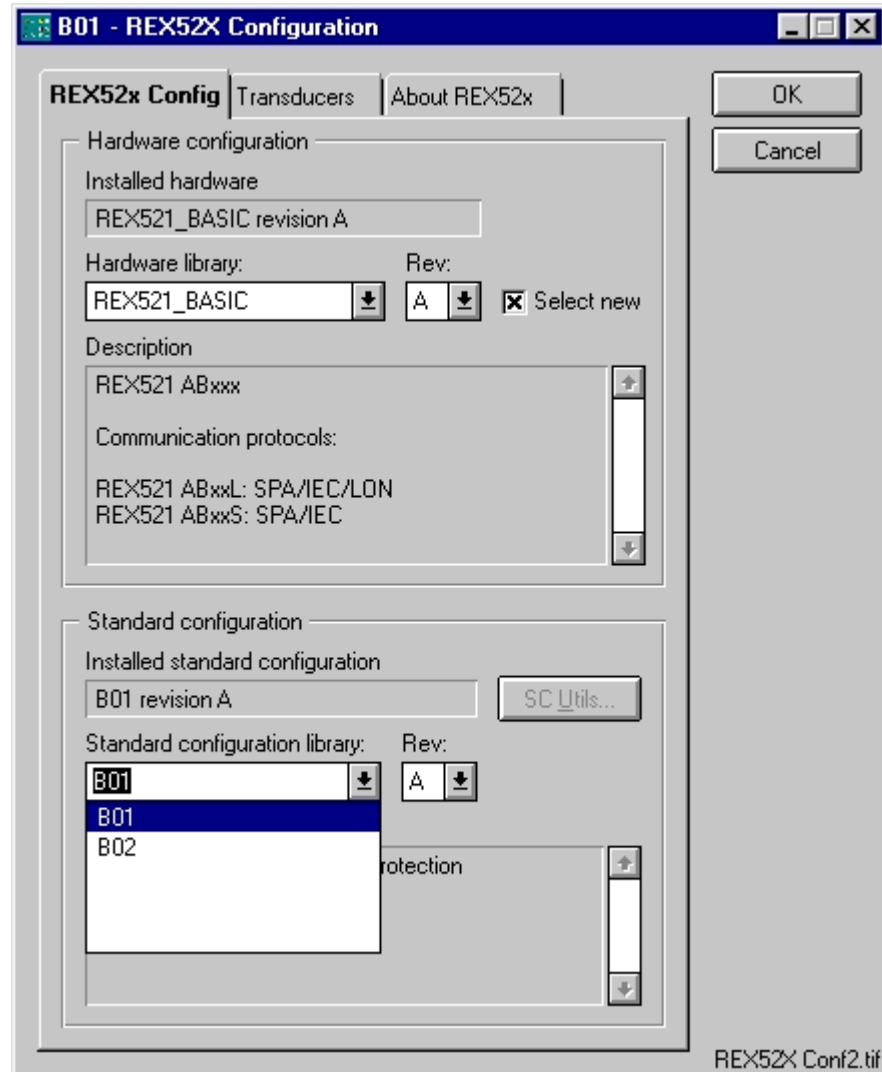 B01 - REX52X Configuration
REX52x Config
Transducers
About REX52x
OK
Cancel
Hardware configuration
Installed hardware
REX521_BASIC revision A
Hardware library:
Rev:
REX521_BASIC
A
Select new
Description
REX521 ABxxx
Communication protocols:
REX521 ABxxL: SPA/IEC/LON
REX521 ABxxS: SPA/IEC
Standard configuration
Installed standard configuration
B01 revision A
SC Utils...
Standard configuration library:
Rev:
B01
A
B01
B02
rotection
REX52X Conf2.tif